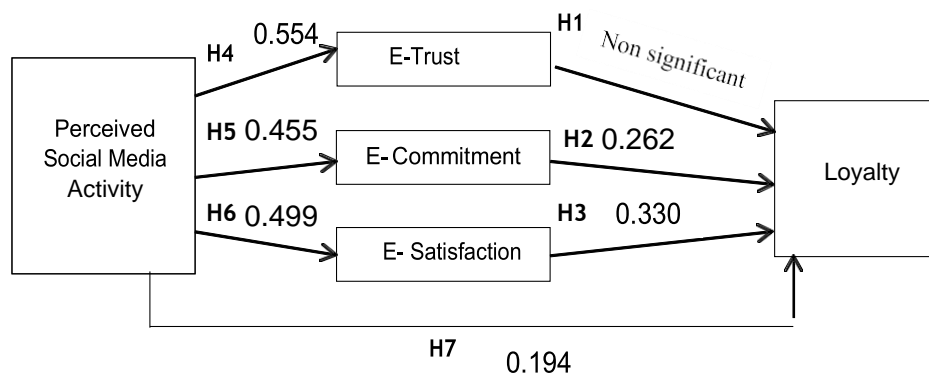 H1
0.554
H4
E-Trust
Non significant
Perceived
Social Media
Activity
H5 0.455
E- Commitment
H2 0.262
Loyalty
H6 0.499
E- Satisfaction
H3 0.330
H7
0.194